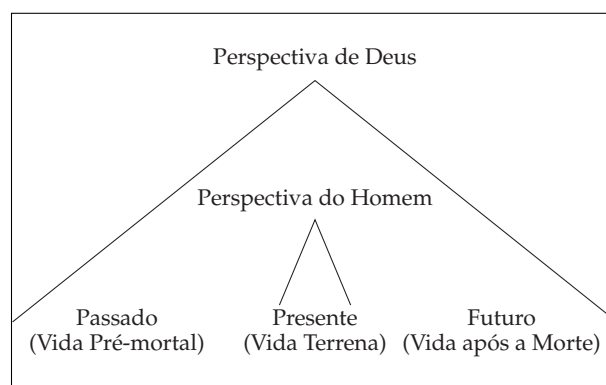 Perspectiva de Deus
Perspectiva do Homem
Passado
(Vida Pré-mortal)
Presente
(Vida Terrena)
Futuro
(Vida após a Morte)